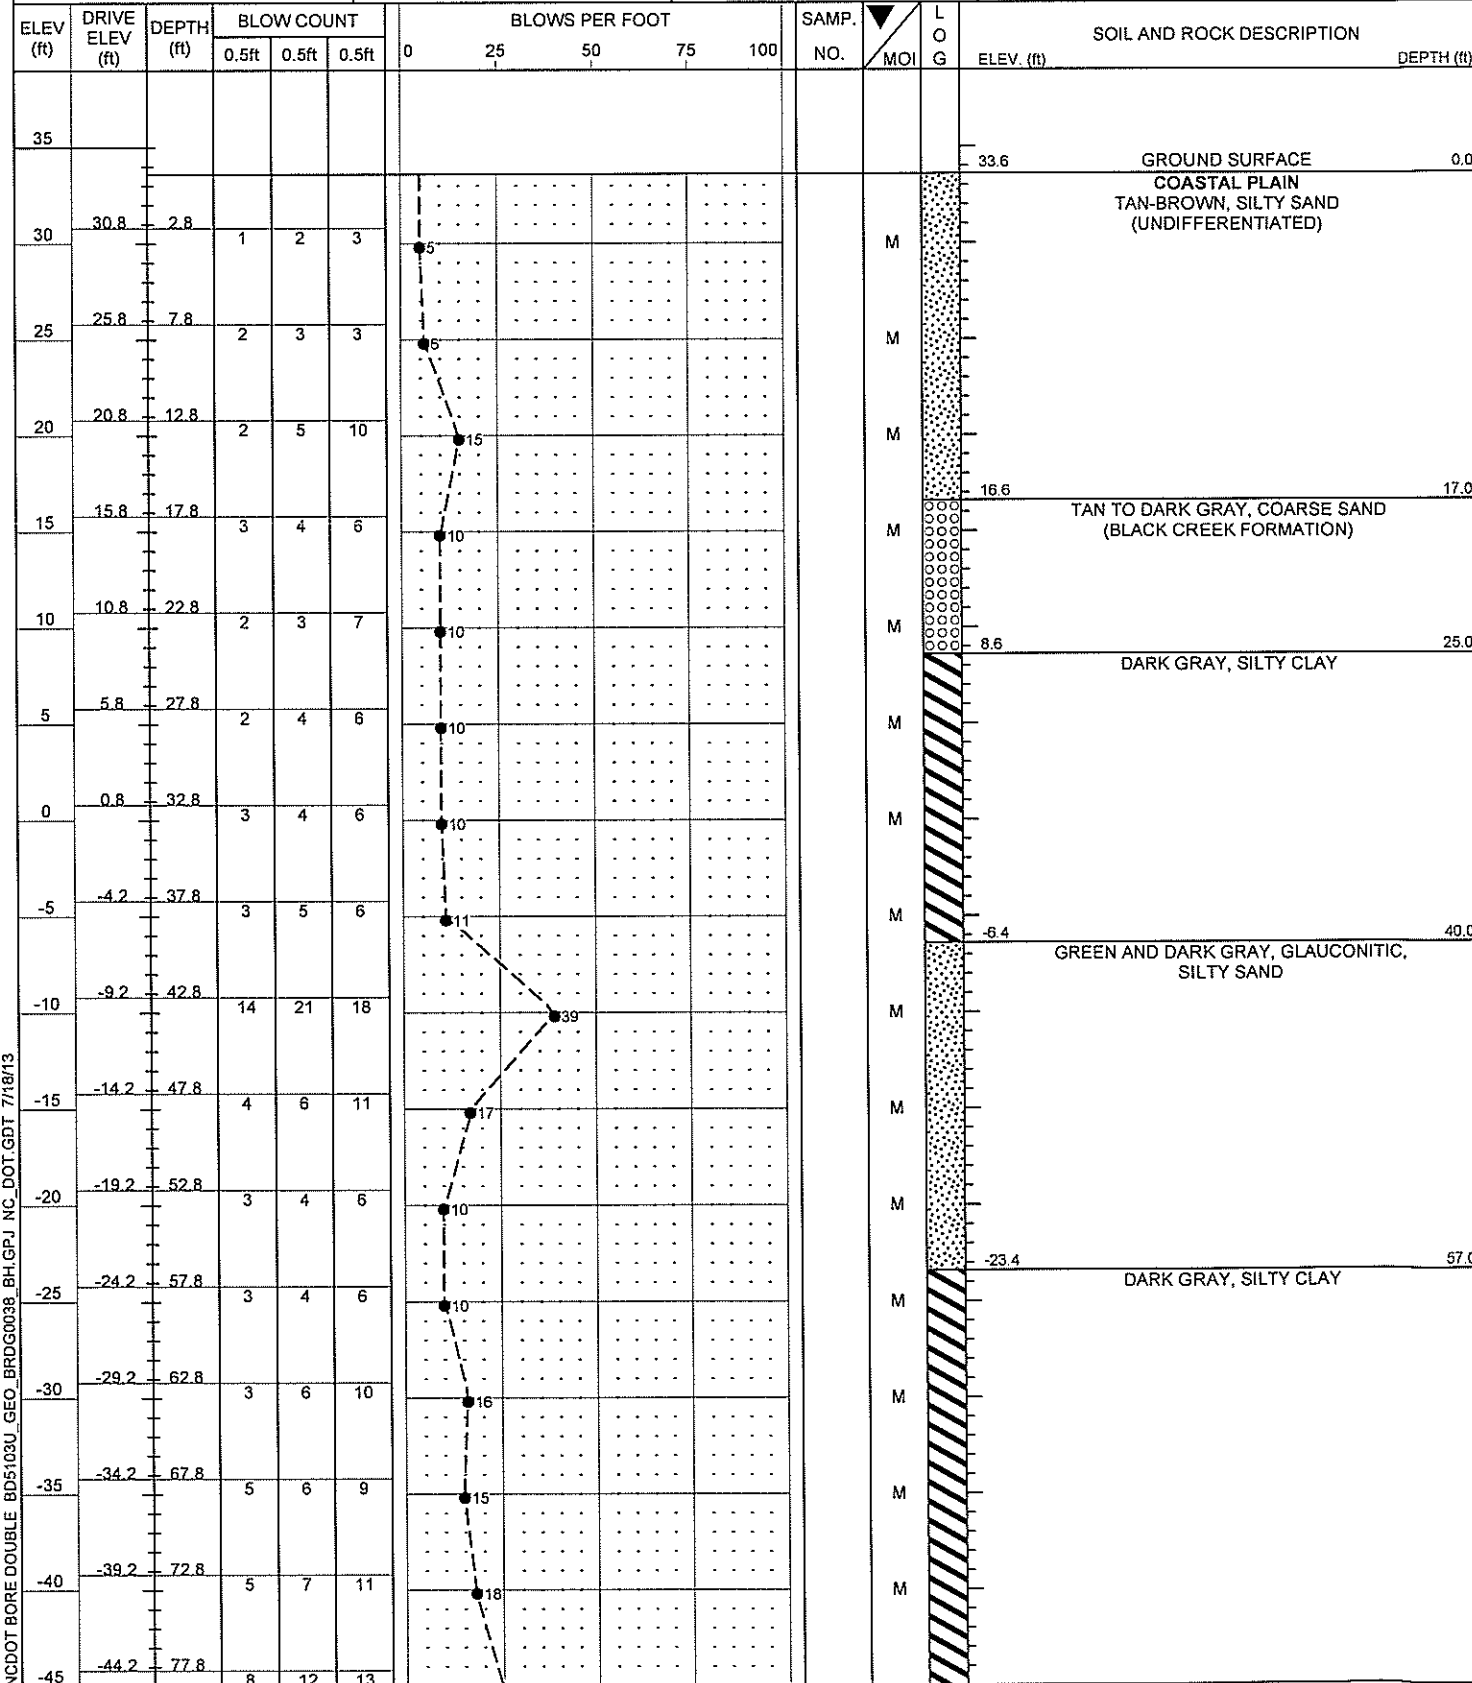 ELEV (ft) DRIVE ELEV (ft) DEPTH (ft) BLOW COUNT BLOWS PER FOOT SAMP. NO. MOI LOG SOIL AND ROCK DESCRIPTION
0.5ft 0.5ft 0.5ft 0 25 50 75 100 ELEV. (ft) DEPTH (ft)
35
33.6 GROUND SURFACE 0.0
COASTAL PLAIN
TAN-BROWN, SILTY SAND
(UNDIFFERENTIATED)
30.8 2.8
30 1 2 3 5 M
25.8 7.8
25 2 3 3 6 M
20.8 12.8
20 2 5 10 15 M
16.6 17.0
TAN TO DARK GRAY, COARSE SAND
(BLACK CREEK FORMATION)
15.8 17.8
15 3 4 6 10 M
10.8 22.8
10 2 3 7 10 M
8.6 25.0
DARK GRAY, SILTY CLAY
5.8 27.8
5 2 4 6 10 M
0.8 32.8
0 3 4 6 10 M
-4.2 37.8
-5 3 5 6 11 M
-6.4 40.0
GREEN AND DARK GRAY, GLAUCONITIC,
SILTY SAND
-9.2 42.8
-10 14 21 18 39 M
-14.2 47.8
-15 4 6 11 17 M
-19.2 52.8
-20 3 4 6 10 M
-23.4 57.0
DARK GRAY, SILTY CLAY
-24.2 57.8
-25 3 4 6 10 M
-29.2 62.8
-30 3 6 10 16 M
-34.2 67.8
-35 5 6 9 15 M
-39.2 72.8
-40 5 7 11 18 M
-44.2 77.8
-45 8 12 13
NCDOT BORE DOUBLE BD5103U_GEO_BRDG0038_BH.GPJ NC_DOT.GDT 7/18/13